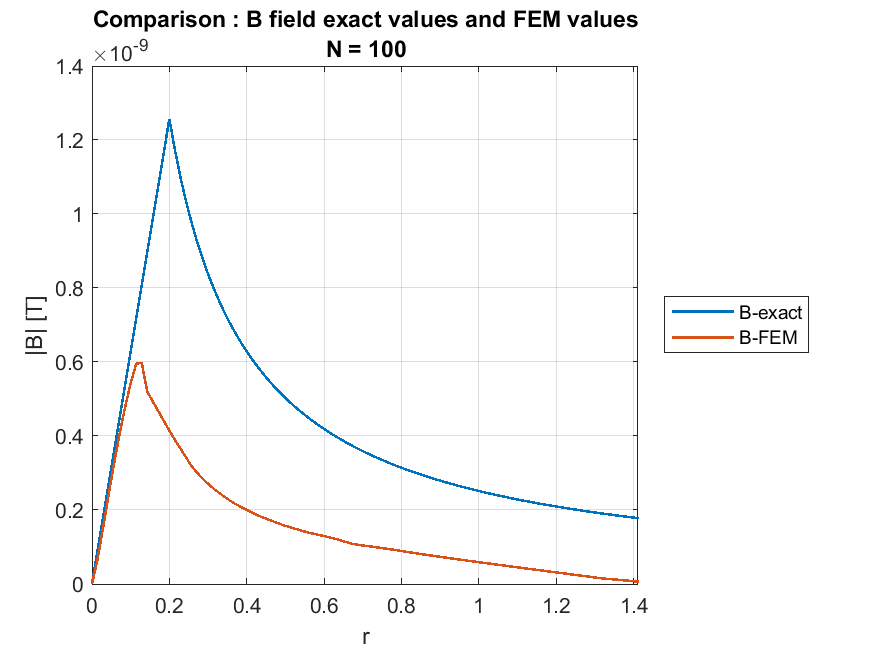 Comparison : B field exact values and FEM values
N = 100
×10-9
1.4
1.2
1
0.8
0.6
0.4
0.2
0
|B| [T]
0 0.2 0.4 0.6 0.8 1 1.2 1.4
r
B-exact
B-FEM